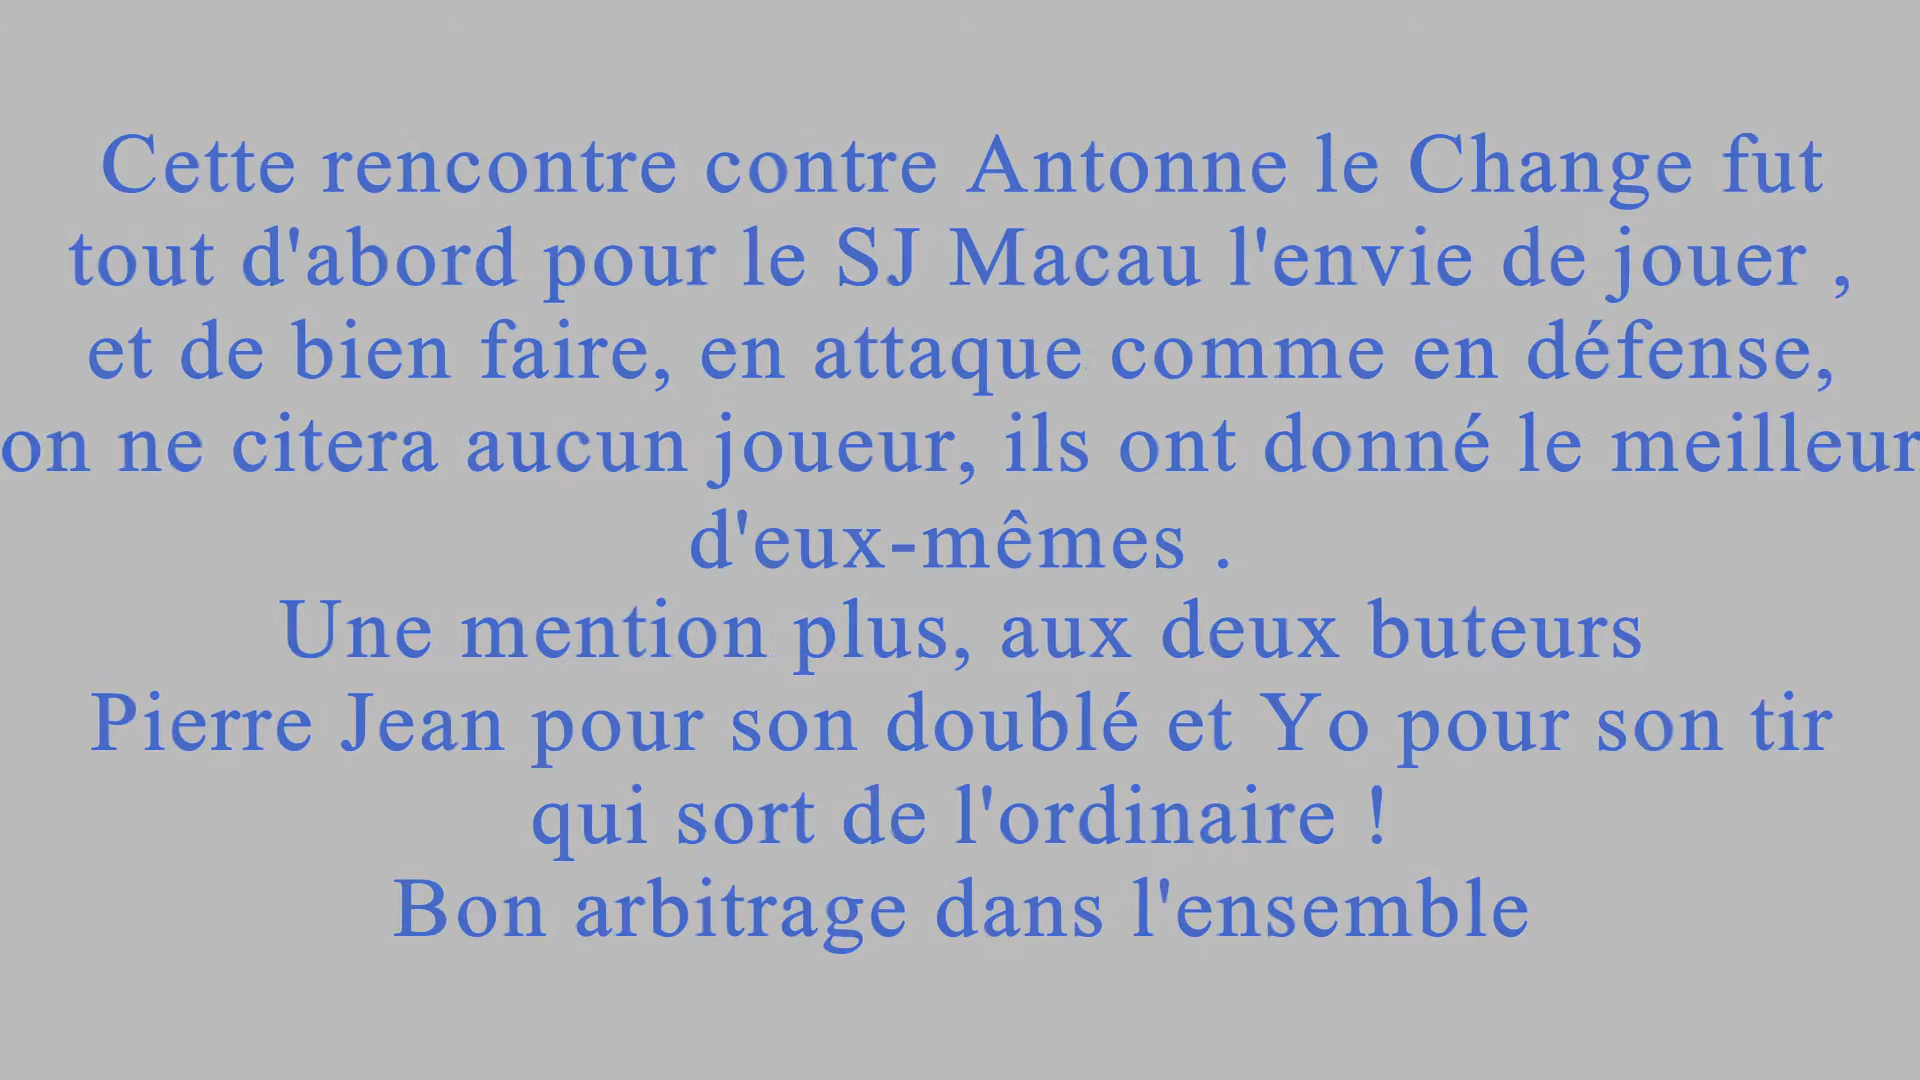 Cette rencontre contre Antonne le Change fut
tout d'abord pour le SJ Macau l'envie de jouer ,
et de bien faire, en attaque comme en défense,
on ne citera aucun joueur, ils ont donné le meilleur
d'eux-mêmes .
Une mention plus, aux deux buteurs
Pierre Jean pour son doublé et Yo pour son tir
qui sort de l'ordinaire !
Bon arbitrage dans l'ensemble